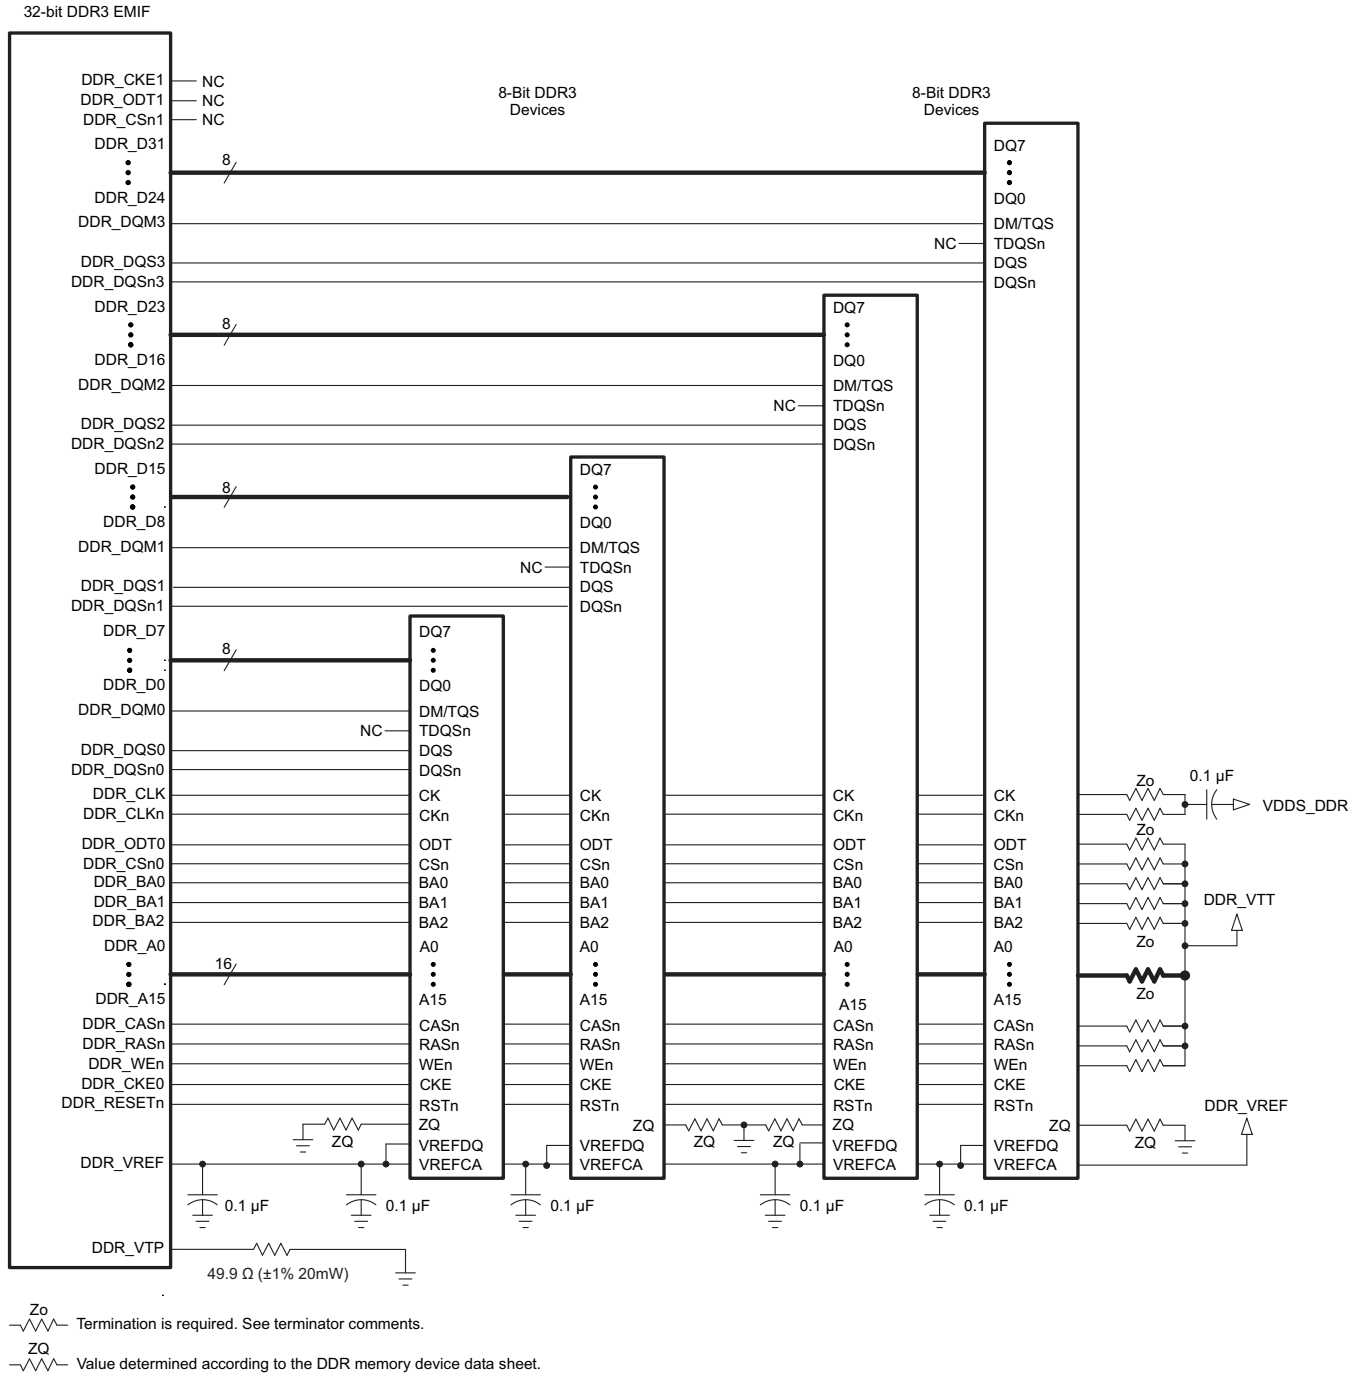 32-bit DDR3 EMIF
8-Bit DDR3
Devices
8-Bit DDR3
Devices
DDR_CKE1
NC
DDR_ODT1
NC
DDR_CSn1
NC
DDR_D31
8
DDR_D24
DDR_DQM3
DDR_DQS3
DDR_DQSn3
DQ7
DQ0
DM/TQS
NC
TDQSn
DQS
DQSn
DDR_D23
8
DDR_D16
DDR_DQM2
DDR_DQS2
DDR_DQSn2
DQ7
DQ0
DM/TQS
NC
TDQSn
DQS
DQSn
DDR_D15
8
DDR_D8
DDR_DQM1
DDR_DQS1
DDR_DQSn1
DQ7
DQ0
DM/TQS
NC
TDQSn
DQS
DQSn
DDR_D7
8
DDR_D0
DDR_DQM0
DDR_DQS0
DDR_DQSn0
DQ7
DQ0
DM/TQS
NC
TDQSn
DQS
DQSn
DDR_CLK
DDR_CLKn
DDR_ODT0
DDR_CSn0
DDR_BA0
DDR_BA1
DDR_BA2
DDR_A0
16
DDR_A15
DDR_CASn
DDR_RASn
DDR_WEn
DDR_CKE0
DDR_RESETn
DDR_VREF
DDR_VTP
CK
CKn
ODT
CSn
BA0
BA1
BA2
A0
A15
CASn
RASn
WEn
CKE
RSTn
ZQ
VREFDQ
VREFCA
CK
CKn
ODT
CSn
BA0
BA1
BA2
A0
A15
CASn
RASn
WEn
CKE
RSTn
ZQ
VREFDQ
VREFCA
CK
CKn
ODT
CSn
BA0
BA1
BA2
A0
A15
CASn
RASn
WEn
CKE
RSTn
ZQ
VREFDQ
VREFCA
CK
CKn
ODT
CSn
BA0
BA1
BA2
A0
A15
CASn
RASn
WEn
CKE
RSTn
ZQ
VREFDQ
VREFCA
Zo
0.1 µF
VDDS_DDR
Zo
DDR_VTT
Zo
Zo
DDR_VREF
ZQ
ZQ
ZQ
ZQ
0.1 µF
0.1 µF
0.1 µF
0.1 µF
0.1 µF
49.9 Ω (±1% 20mW)
Zo
Termination is required. See terminator comments.
ZQ
Value determined according to the DDR memory device data sheet.